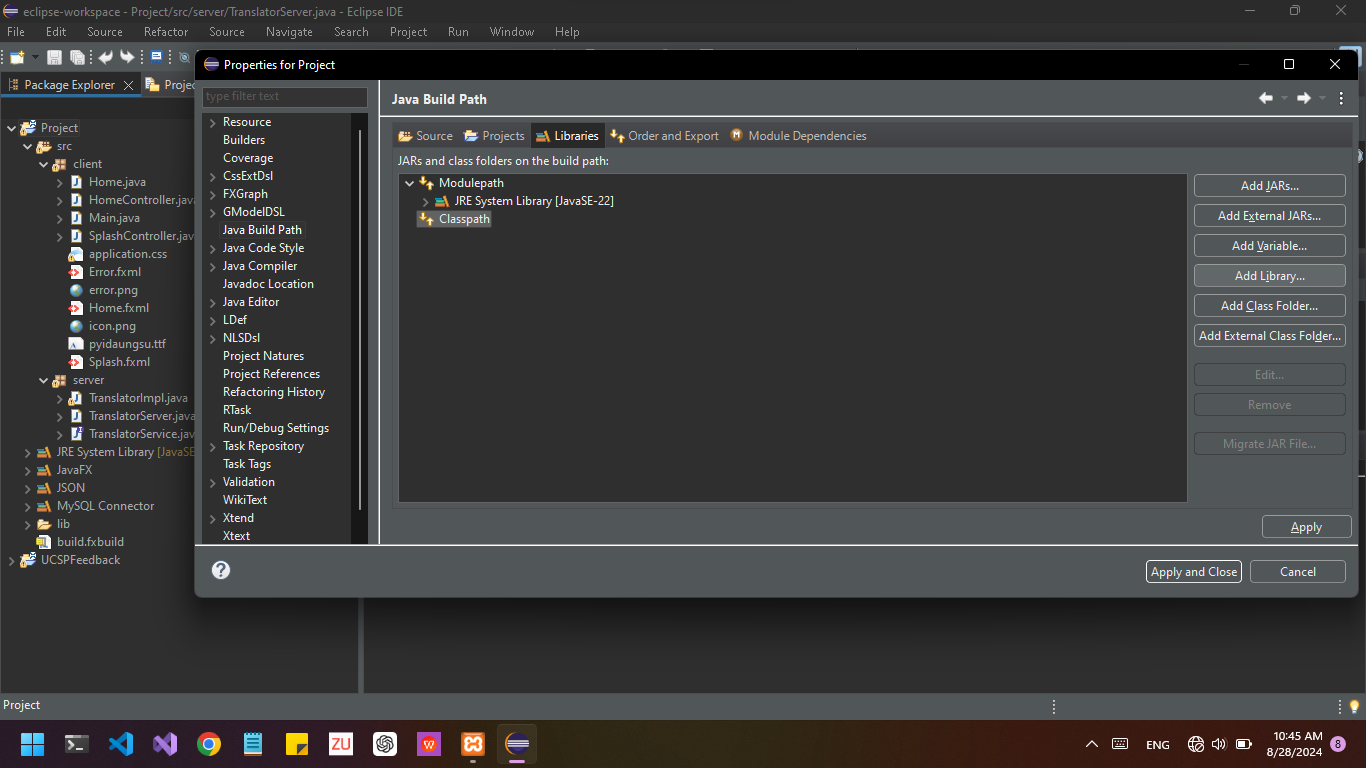 eclipse-workspace - Project/src/server/TranslatorServer.java - Eclipse IDE
File Edit Source Refactor Source Navigate Search Project Run Window Help
Package Explorer
Project
src
client
Home.java
HomeController.java
Main.java
SplashController.jav
application.css
Error.fxml
error.png
Home.fxml
icon.png
pyidaungsu.ttf
Splash.fxml
server
TranslatorImpl.java
TranslatorServer.java
TranslatorService.jav
JRE System Library [JavaSE
JavaFX
JSON
MySQL Connector
lib
build.fxbuild
UCSPFeedback
Projec
Properties for Project
type filter text
Resource
Builders
Coverage
CssExtDsl
FXGraph
GModelDSL
Java Build Path
Java Code Style
Java Compiler
Javadoc Location
Java Editor
LDef
NLSDsl
Project Natures
Project References
Refactoring History
RTask
Run/Debug Settings
Task Repository
Task Tags
Validation
WikiText
Xtend
Xtext
Java Build Path
Source Projects Libraries Order and Export Module Dependencies
JARs and class folders on the build path:
Modulepath
JRE System Library [JavaSE-22]
Classpath
Add JARs...
Add External JARs...
Add Variable...
Add Library...
Add Class Folder...
Add External Class Folder...
Edit...
Remove
Migrate JAR File...
Apply
? Apply and Close Cancel
Project
ZU
W
ENG
10:45 AM
8/28/2024
8